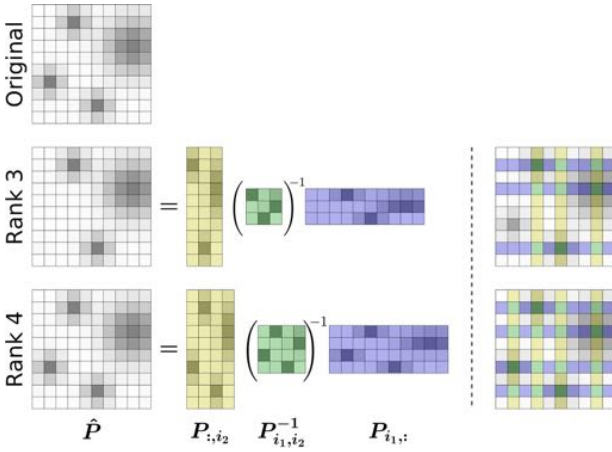 Original
Rank 3
= ( )⁻¹
Rank 4
= ( )⁻¹
P̂ P:,i₂ P⁻¹i₁,i₂ Pi₁,: